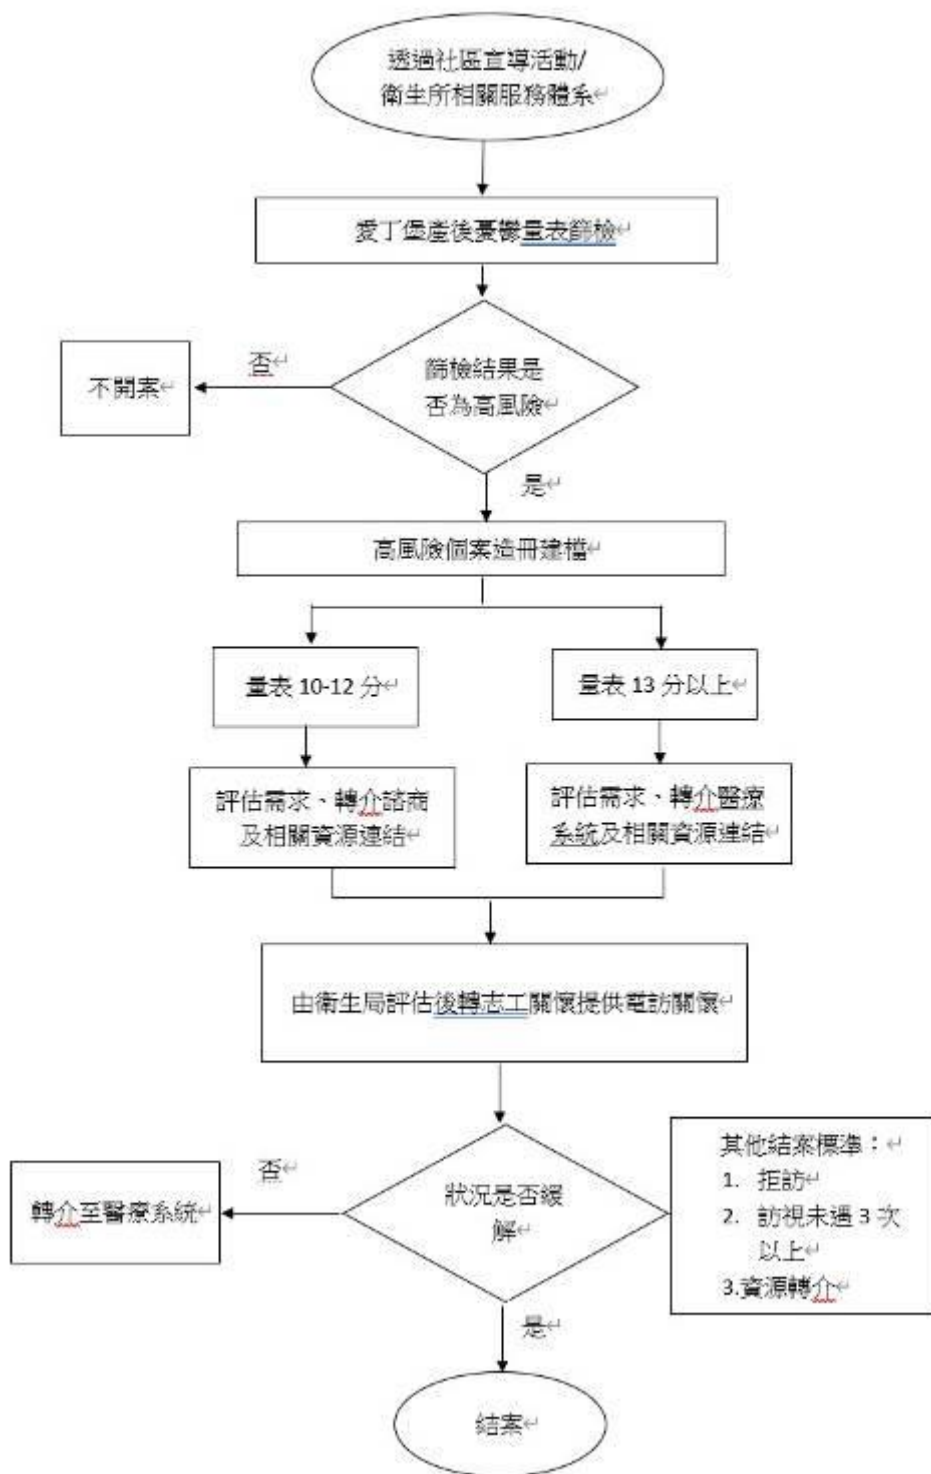 透過社區宣導活動/
衛生所相關服務體系
愛丁堡產後憂鬱量表篩檢
篩檢結果是
否為高風險
否
不開案
是
高風險個案造冊建檔
量表 10-12 分
量表 13 分以上
評估需求、轉介諮商
及相關資源連結
評估需求、轉介醫療
系統及相關資源連結
由衛生局評估後轉志工關懷提供電訪關懷
狀況是否緩
解
否
轉介至醫療系統
其他結案標準：
1. 拒訪
2. 訪視未遇 3 次
以上
3.資源轉介
是
結案